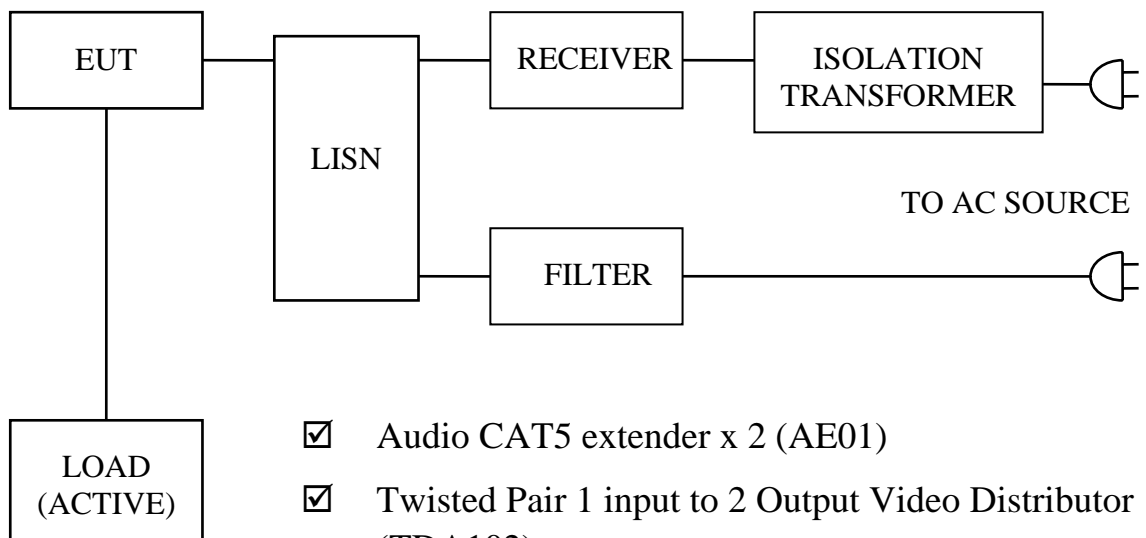 EUT
LISN
RECEIVER
ISOLATION
TRANSFORMER
TO AC SOURCE
FILTER
LOAD
(ACTIVE)
☑ Audio CAT5 extender x 2 (AE01)
☑ Twisted Pair 1 input to 2 Output Video Distributor